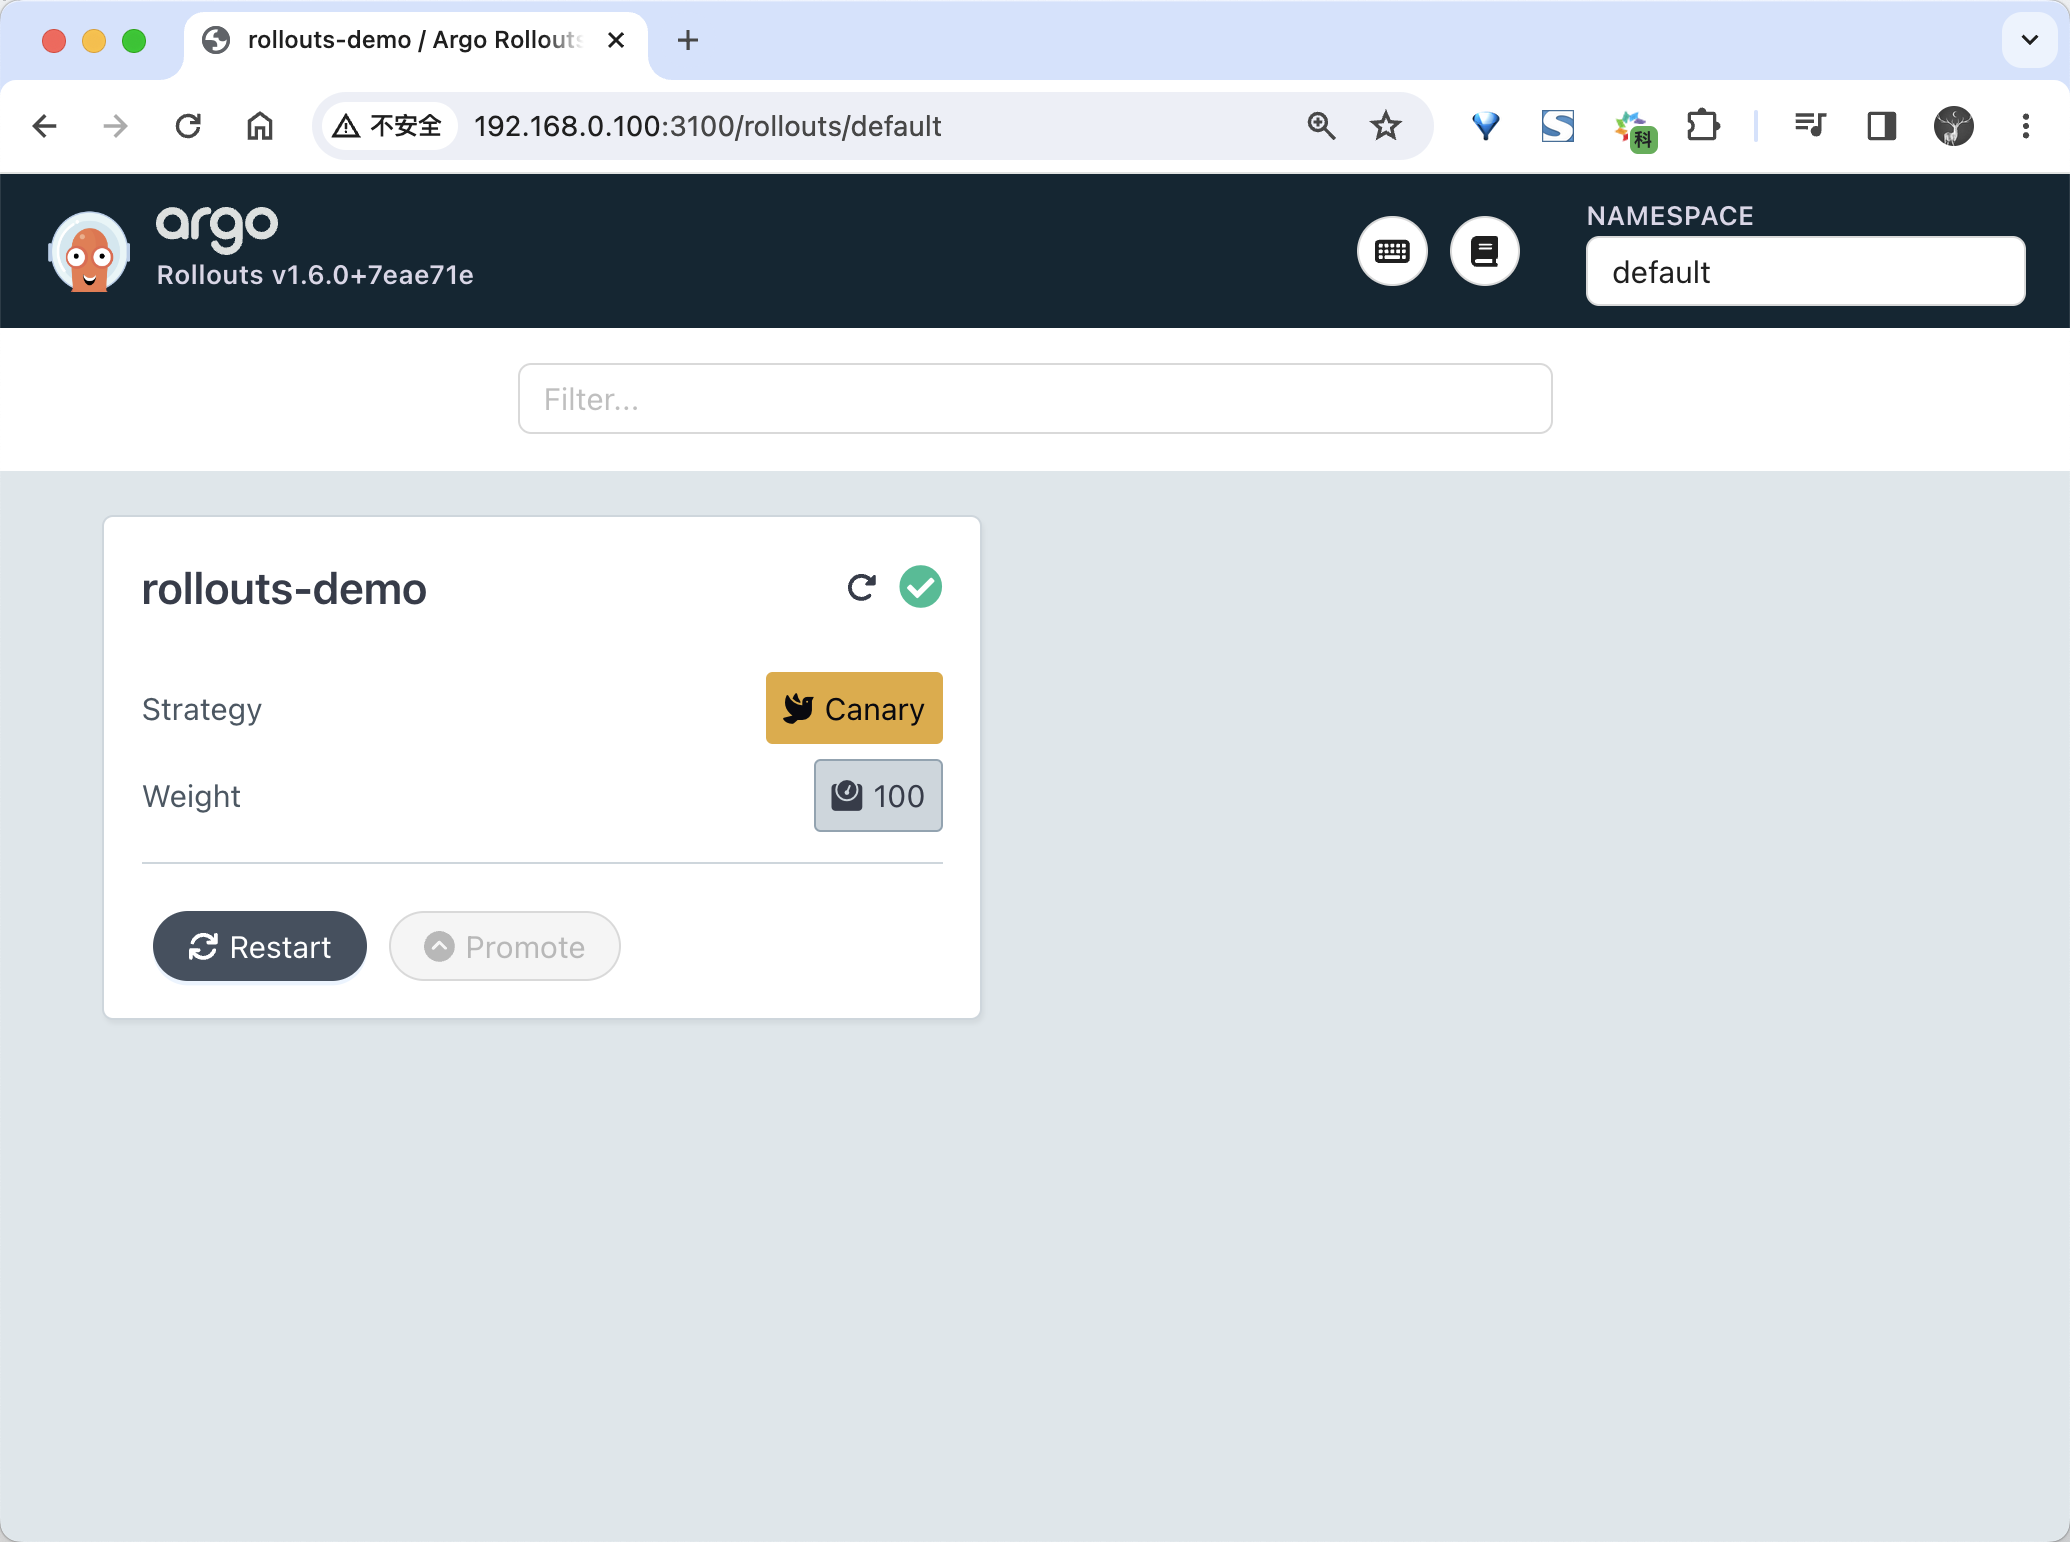 rollouts-demo / Argo Rollouts
不安全
192.168.0.100:3100/rollouts/default
科
argo
Rollouts v1.6.0+7eae71e
NAMESPACE
default
Filter...
rollouts-demo
Strategy
Canary
Weight
100
Restart
Promote